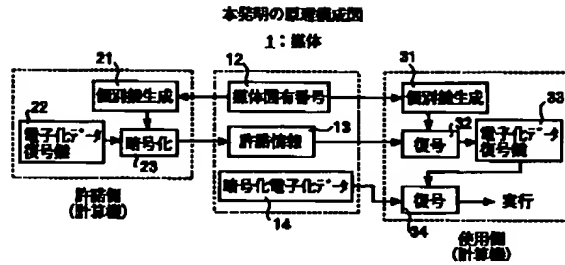 本発明の原理構成図
1：媒体
21
個別鍵生成
22
電子化データ
復号鍵
暗号化
23
許諾側
(計算機)
12
媒体固有番号
13
許諾情報
暗号化電子化データ
14
31
個別鍵生成
32
復号
33
電子化データ
復号鍵
復号
34
実行
使用側
(計算機)